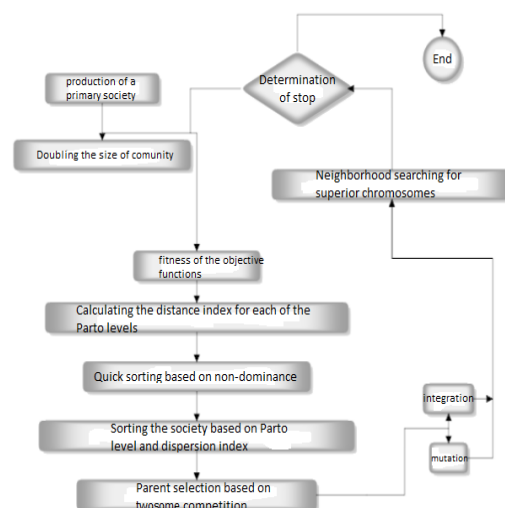 End
Determination
of stop
production of a
primary society
Doubling the size of comunity
Neighborhood searching for
superior chromosomes
fitness of the objective
functions
Calculating the distance index for each of the
Parto levels
Quick sorting based on non-dominance
integration
Sorting the society based on Parto
level and dispersion index
mutation
Parent selection based on
twosome competition